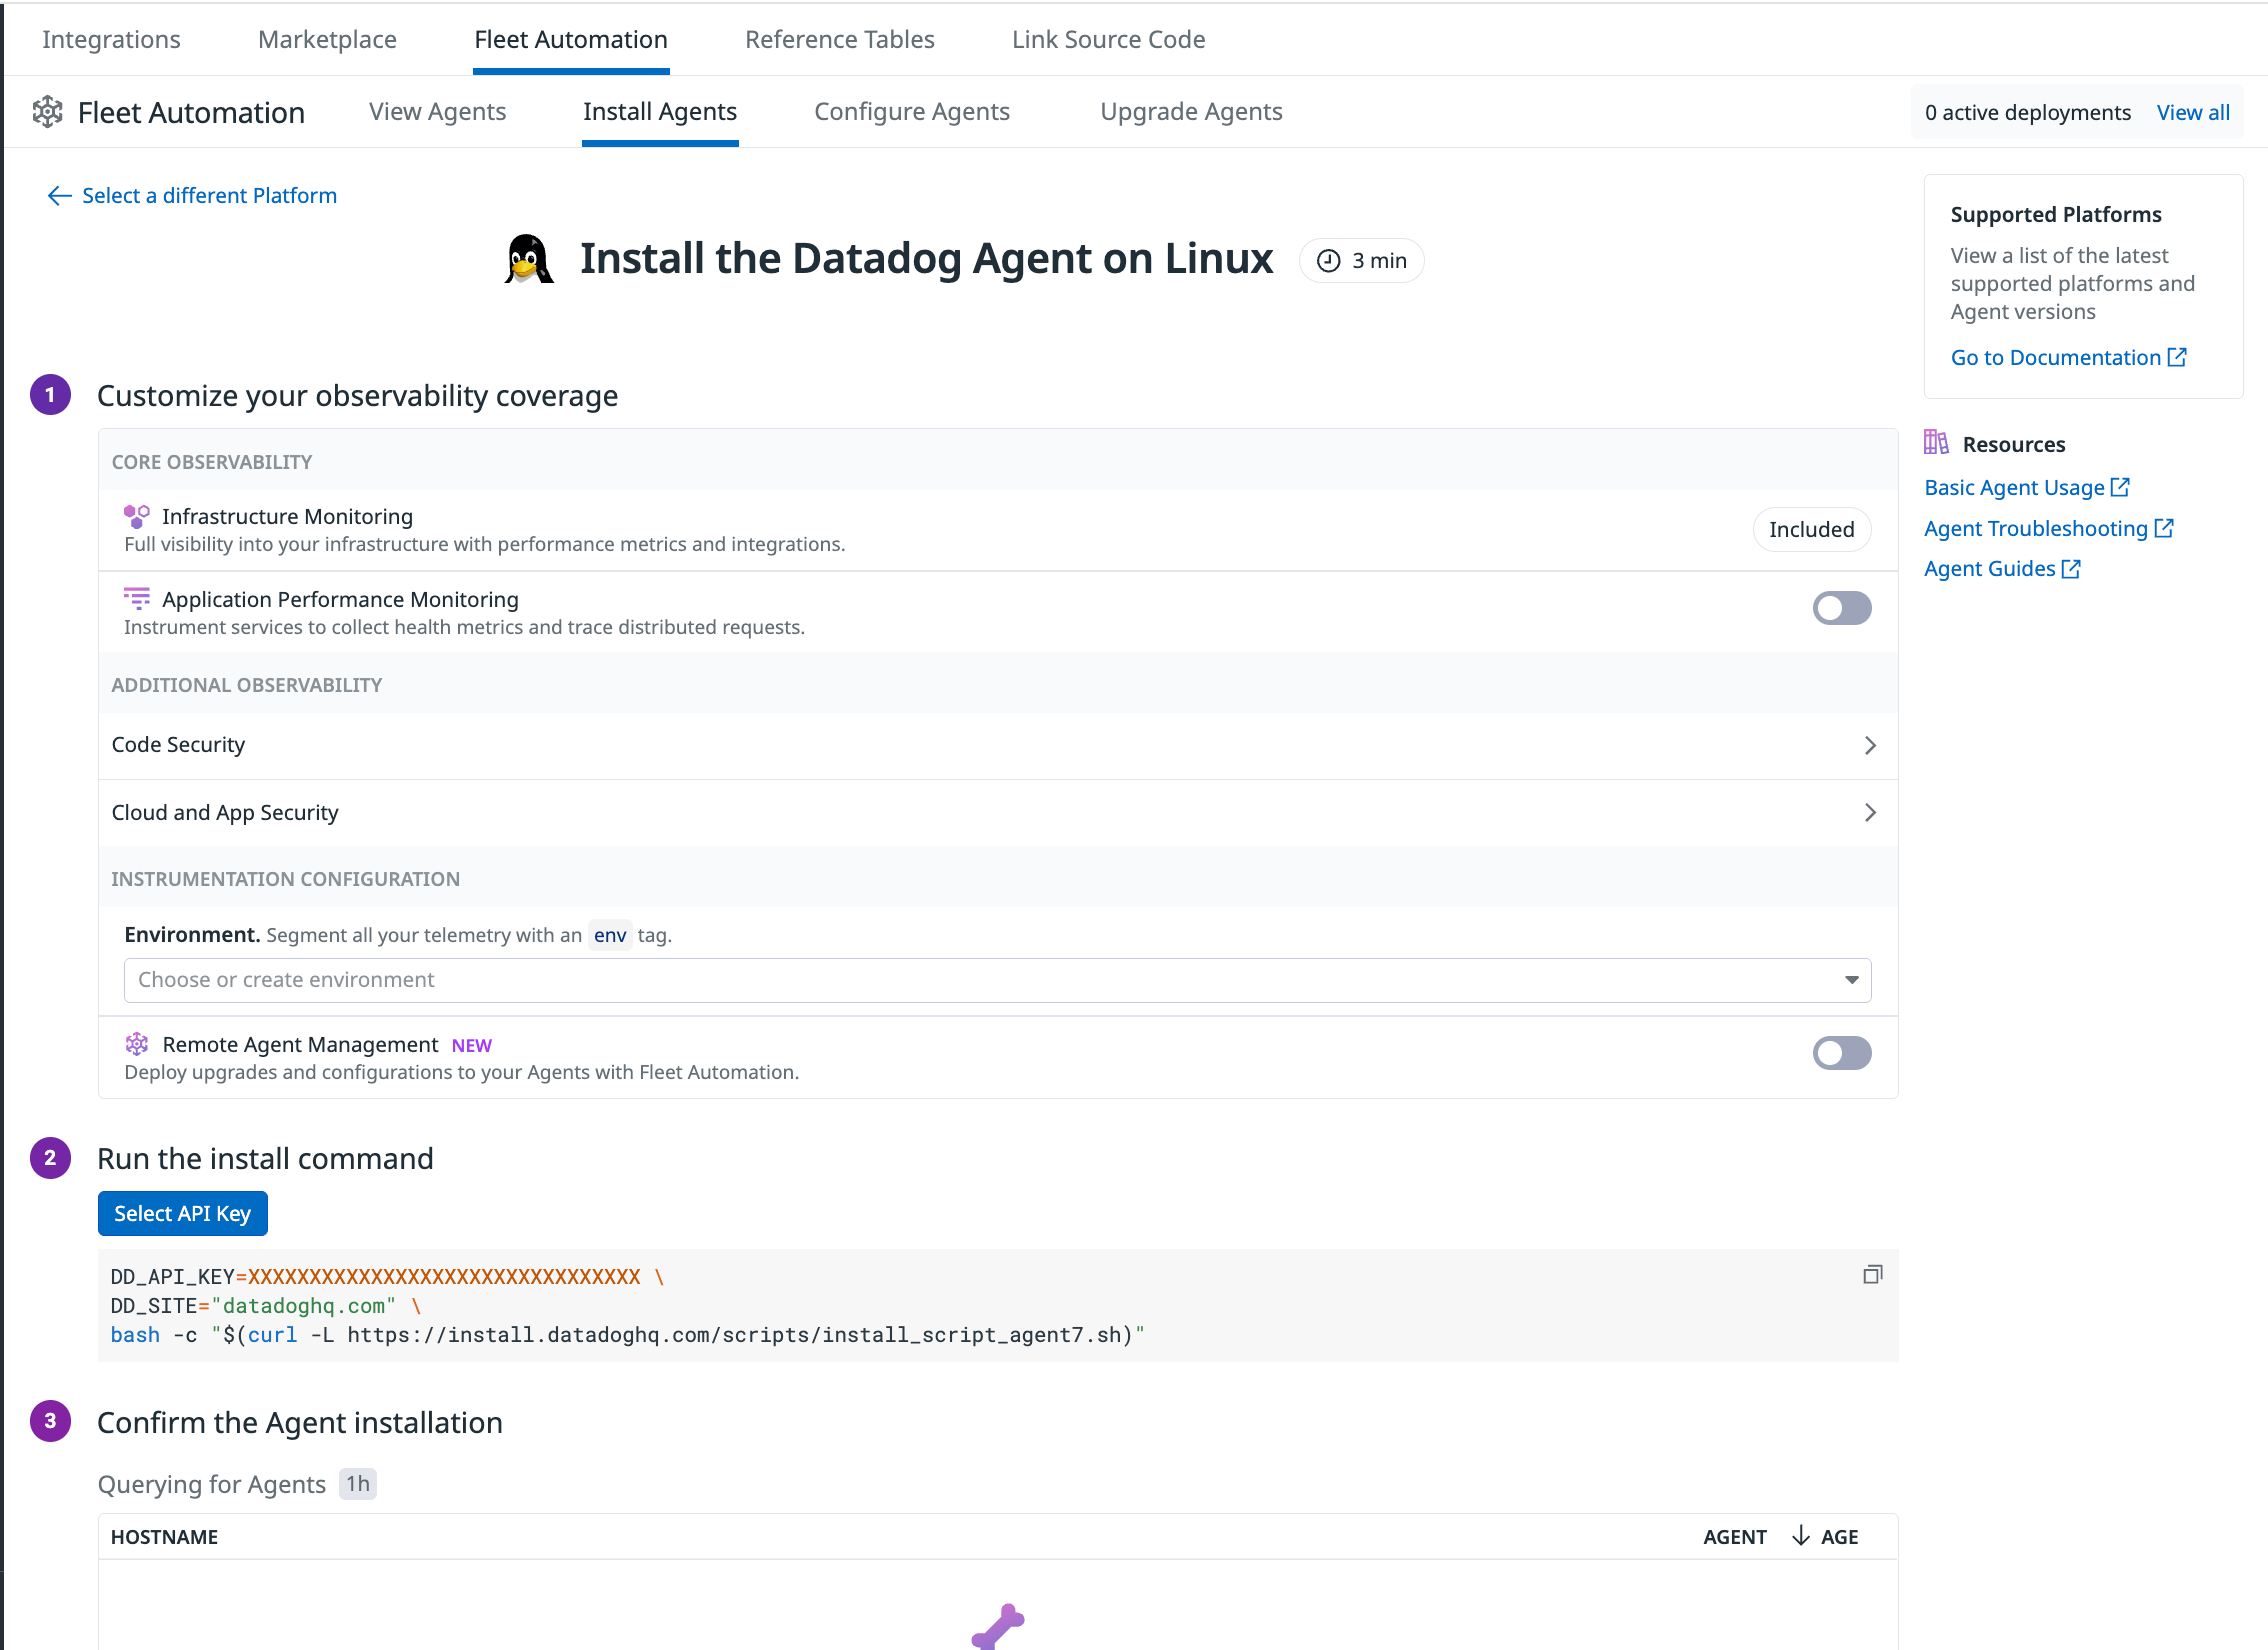 Integrations Marketplace Fleet Automation Reference Tables Link Source Code
Fleet Automation View Agents Install Agents Configure Agents Upgrade Agents 0 active deployments View all
Select a different Platform
Install the Datadog Agent on Linux 3 min
Supported Platforms
View a list of the latest
supported platforms and
Agent versions
Go to Documentation
Resources
Basic Agent Usage
Agent Troubleshooting
Agent Guides
1 Customize your observability coverage
CORE OBSERVABILITY
Infrastructure Monitoring
Full visibility into your infrastructure with performance metrics and integrations.
Included
Application Performance Monitoring
Instrument services to collect health metrics and trace distributed requests.
ADDITIONAL OBSERVABILITY
Code Security
Cloud and App Security
INSTRUMENTATION CONFIGURATION
Environment. Segment all your telemetry with an env tag.
Choose or create environment
Remote Agent Management NEW
Deploy upgrades and configurations to your Agents with Fleet Automation.
2 Run the install command
Select API Key
DD_API_KEY=XXXXXXXXXXXXXXXXXXXXXXXXXXXXXXXX \
DD_SITE="datadoghq.com" \
bash -c "$(curl -L https://install.datadoghq.com/scripts/install_script_agent7.sh)"
3 Confirm the Agent installation
Querying for Agents 1h
HOSTNAME AGENT AGE